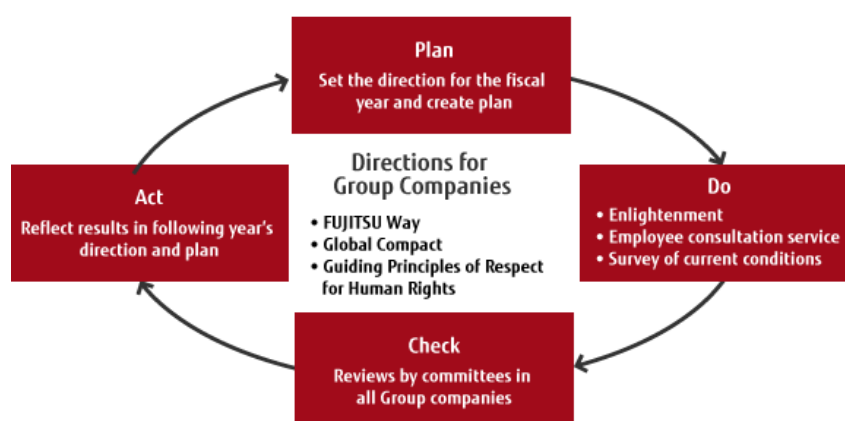 Plan
Set the direction for the fiscal
year and create plan
Directions for
Group Companies
• FUJITSU Way
• Global Compact
• Guiding Principles of Respect
for Human Rights
Act
Reflect results in following year's
direction and plan
Do
• Enlightenment
• Employee consultation service
• Survey of current conditions
Check
Reviews by committees in
all Group companies